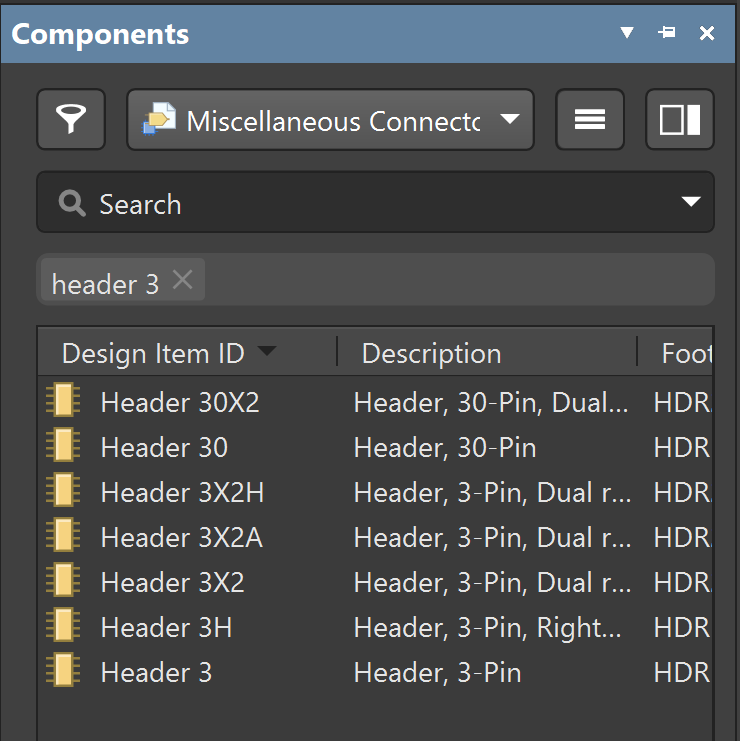 Components
Miscellaneous Connectc
Search
header 3
Design Item ID Description Foot
Header 30X2 Header, 30-Pin, Dual... HDR
Header 30 Header, 30-Pin HDR
Header 3X2H Header, 3-Pin, Dual r... HDR
Header 3X2A Header, 3-Pin, Dual r... HDR
Header 3X2 Header, 3-Pin, Dual r... HDR
Header 3H Header, 3-Pin, Right... HDR
Header 3 Header, 3-Pin HDR